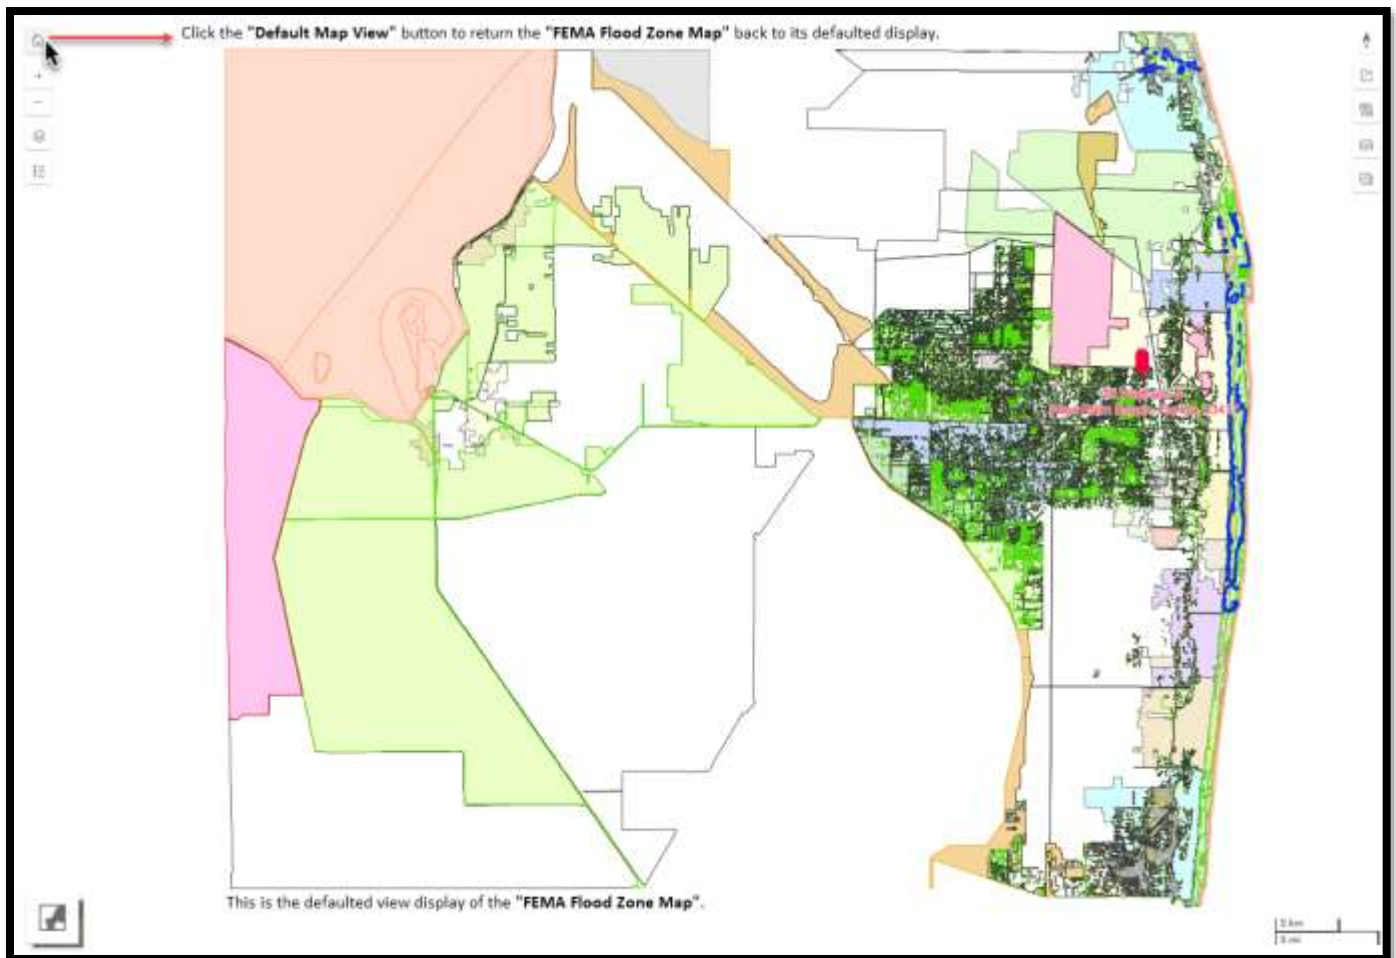 Click the "Default Map View" button to return the "FEMA Flood Zone Map" back to its defaulted display.
This is the defaulted view display of the "FEMA Flood Zone Map".